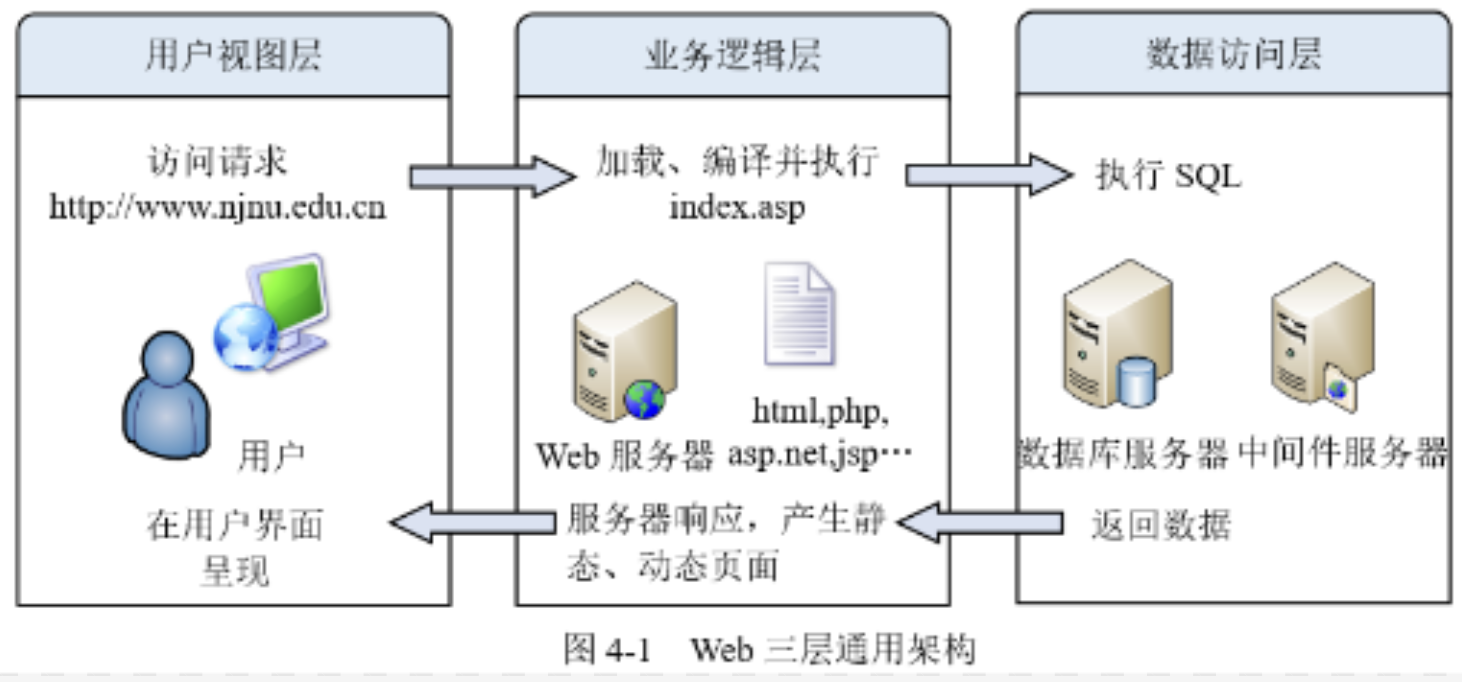 用户视图层
访问请求
http://www.njnu.edu.cn
用户
在用户界面
呈现
业务逻辑层
加载、编译并执行
index.asp
Web 服务器
html,php,
asp.net,jsp…
服务器响应，产生静
态、动态页面
数据访问层
执行 SQL
数据库服务器
中间件服务器
返回数据
图 4-1 Web 三层通用架构